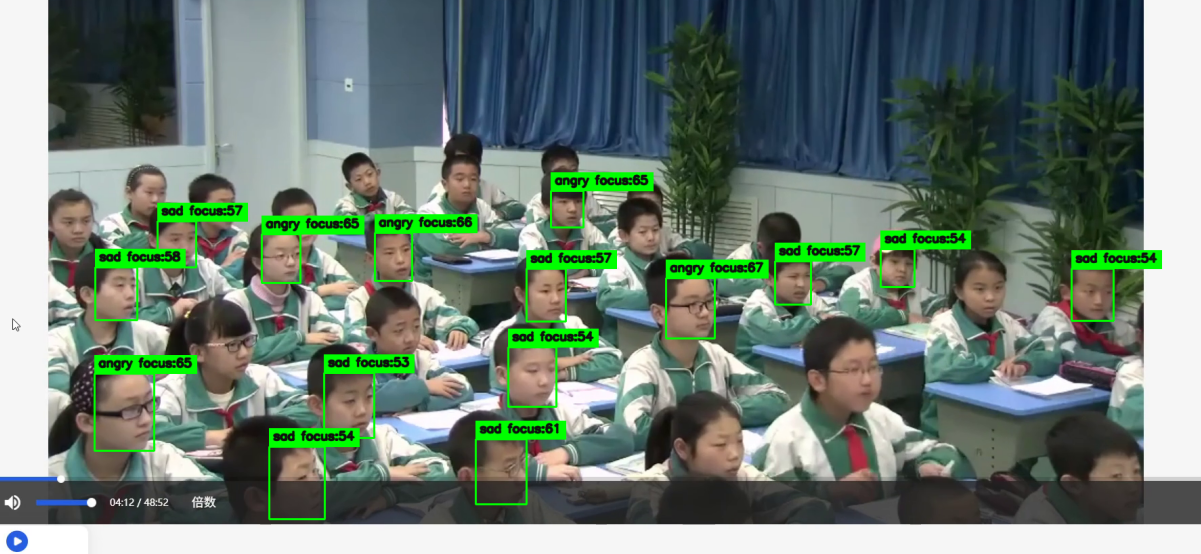 angry focus:65
sad focus:57
angry focus:65
angry focus:66
sad focus:58
sad focus:57
angry focus:67
sad focus:57
sad focus:54
sad focus:54
angry focus:65
sad focus:53
sad focus:54
sad focus:54
sad focus:61
04:12 / 48:52
倍数